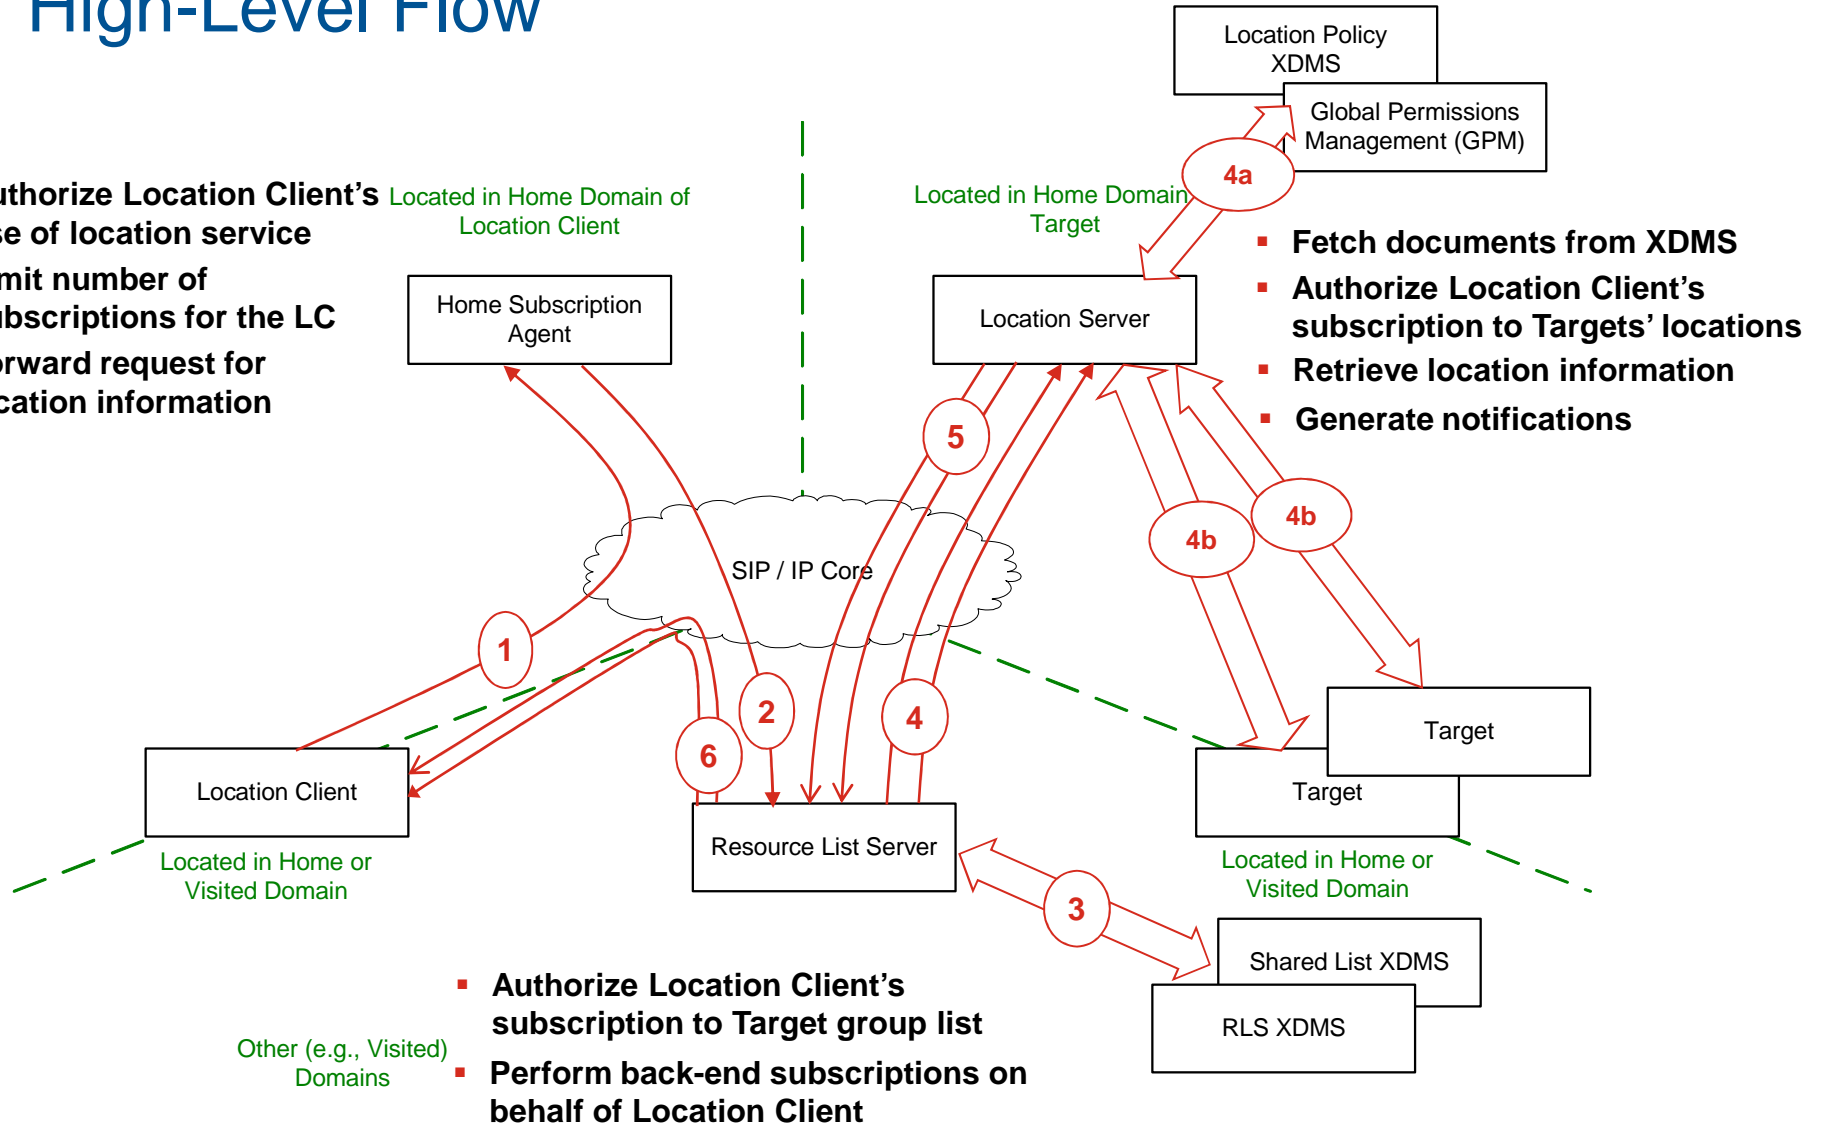 High-Level Flow
Location Policy
XDMS
Global Permissions
Management (GPM)
4a
uthorize Location Client's
se of location service
mit number of
ubscriptions for the LC
orward request for
cation information
Located in Home Domain of
Location Client
Located in Home Domain
Target
Home Subscription
Agent
Location Server
▪ Fetch documents from XDMS
▪ Authorize Location Client's
subscription to Targets' locations
▪ Retrieve location information
▪ Generate notifications
5
4b
4b
SIP / IP Core
1
2
4
6
Location Client
Located in Home or
Visited Domain
Resource List Server
Target
Target
Located in Home or
Visited Domain
3
Shared List XDMS
RLS XDMS
▪ Authorize Location Client's
subscription to Target group list
▪ Perform back-end subscriptions on
behalf of Location Client
Other (e.g., Visited)
Domains